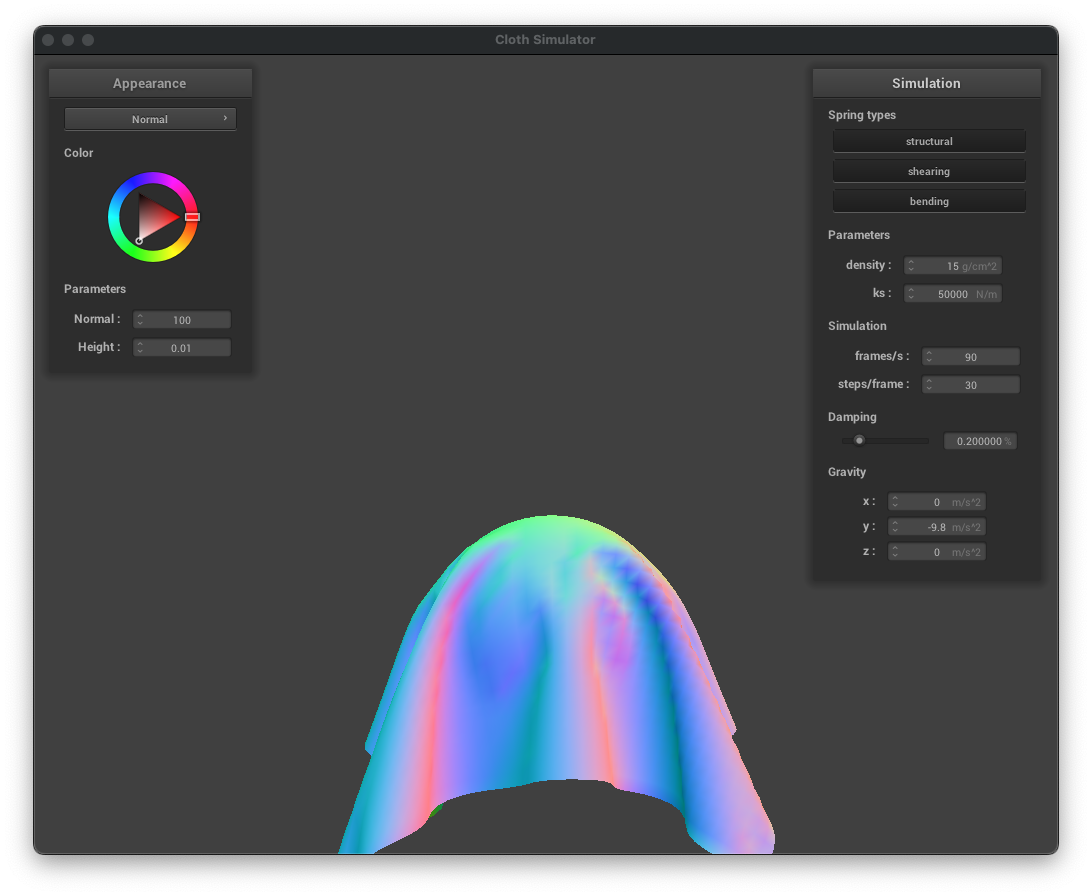 Cloth Simulator
Appearance
Normal
Color
Parameters
Normal : 100
Height : 0.01
Simulation
Spring types
structural
shearing
bending
Parameters
density : 15 g/cm^2
ks : 50000 N/m
Simulation
frames/s : 90
steps/frame : 30
Damping
0.200000 %
Gravity
x : 0 m/s^2
y : -9.8 m/s^2
z : 0 m/s^2